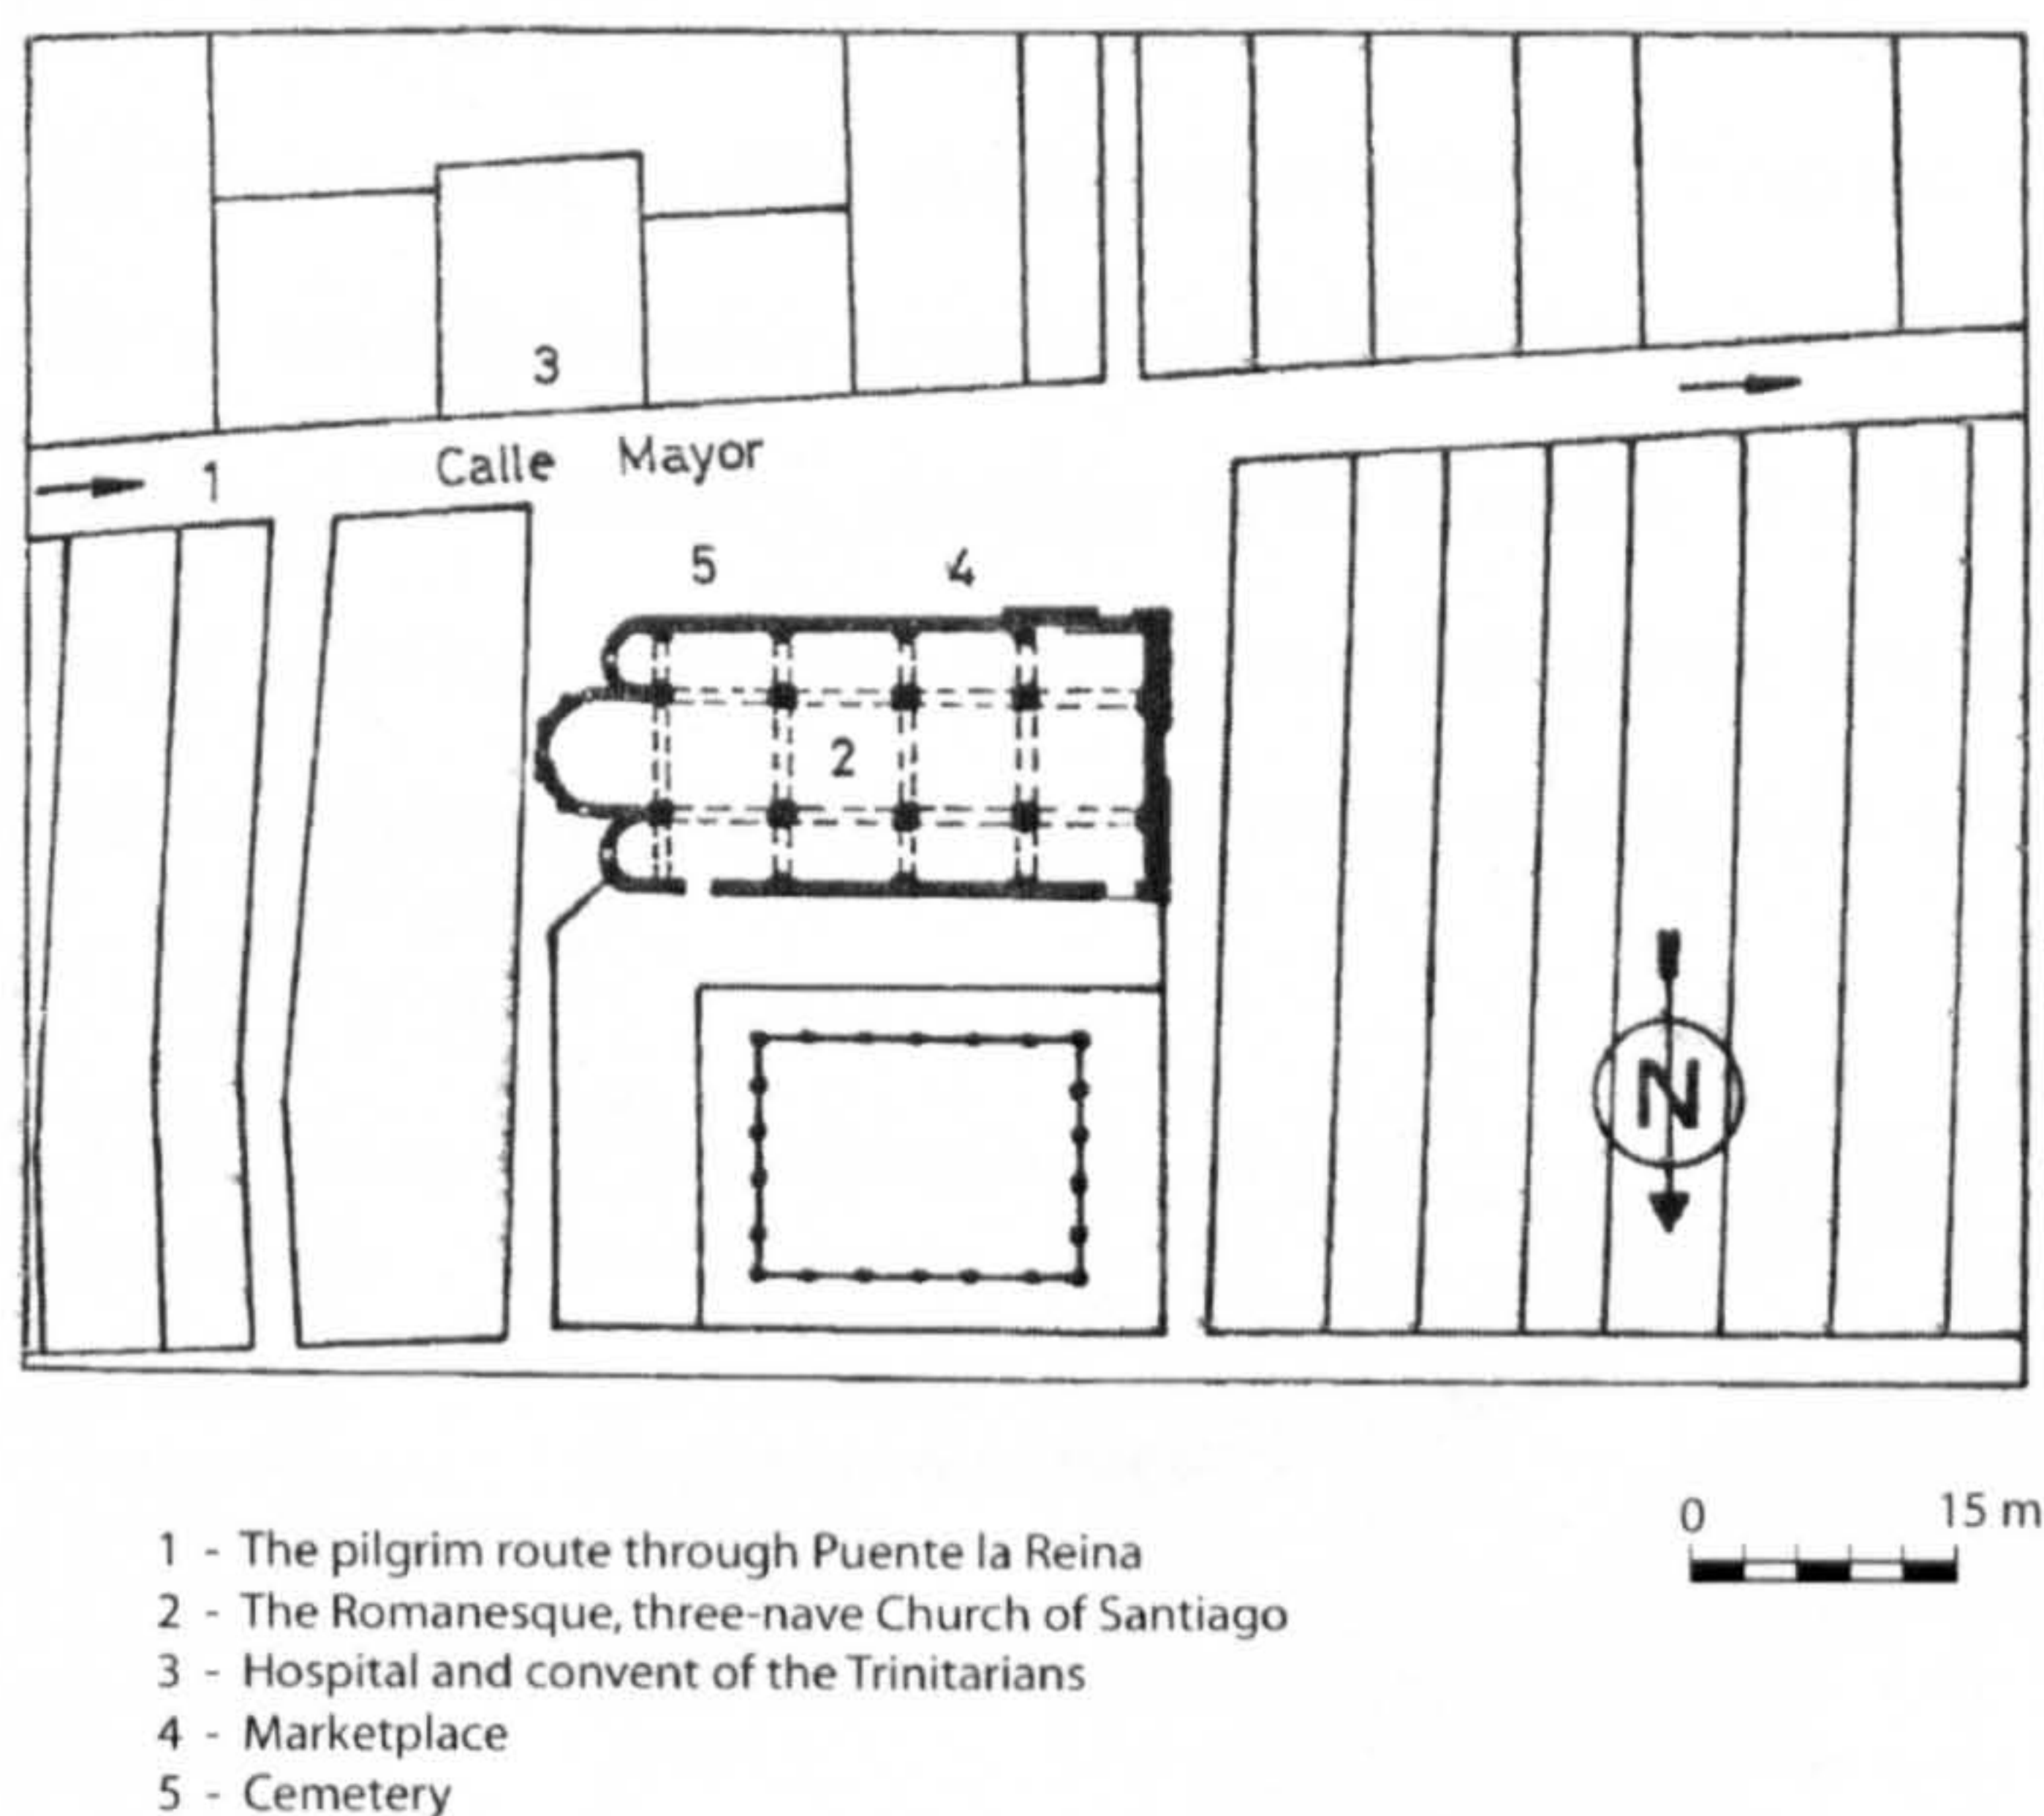 3
1
Calle Mayor
5
4
2
N
0 15 m
1 - The pilgrim route through Puente la Reina
2 - The Romanesque, three-nave Church of Santiago
3 - Hospital and convent of the Trinitarians
4 - Marketplace
5 - Cemetery